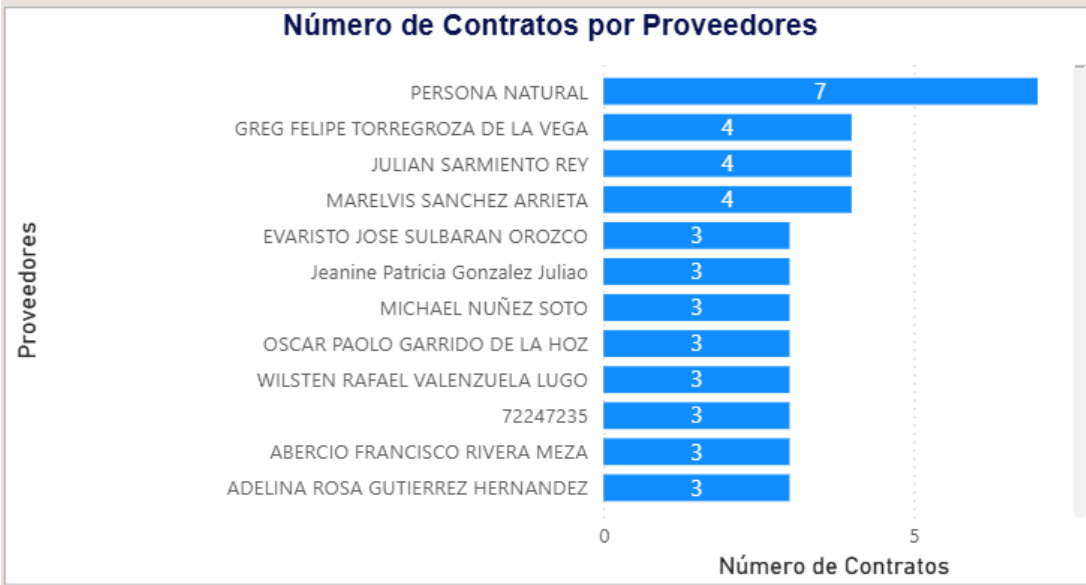 Número de Contratos por Proveedores
Proveedores
PERSONA NATURAL 7
GREG FELIPE TORREGROZA DE LA VEGA 4
JULIAN SARMIENTO REY 4
MARELVIS SANCHEZ ARRIETA 4
EVARISTO JOSE SULBARAN OROZCO 3
Jeanine Patricia Gonzalez Juliao 3
MICHAEL NUÑEZ SOTO 3
OSCAR PAOLO GARRIDO DE LA HOZ 3
WILSTEN RAFAEL VALENZUELA LUGO 3
72247235 3
ABERCIO FRANCISCO RIVERA MEZA 3
ADELINA ROSA GUTIERREZ HERNANDEZ 3
0 5
Número de Contratos